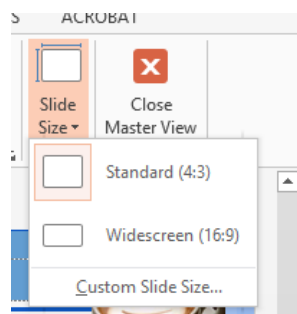 S ACROBAT
Slide
Size
Close
Master View
Standard (4:3)
Widescreen (16:9)
Custom Slide Size...